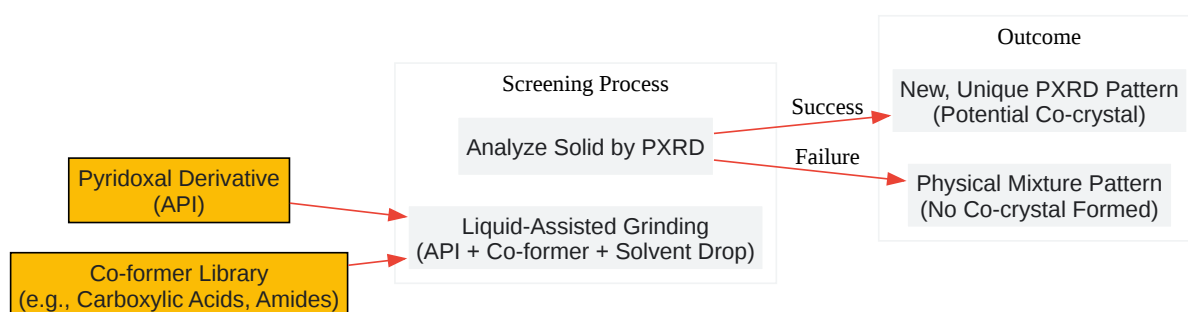 Outcome
Screening Process
New, Unique PXRD Pattern
(Potential Co-crystal)
Success
Analyze Solid by PXRD
Failure
Pyridoxal Derivative
(API)
Physical Mixture Pattern
(No Co-crystal Formed)
Liquid-Assisted Grinding
(API + Co-former + Solvent Drop)
Co-former Library
(e.g., Carboxylic Acids, Amides)